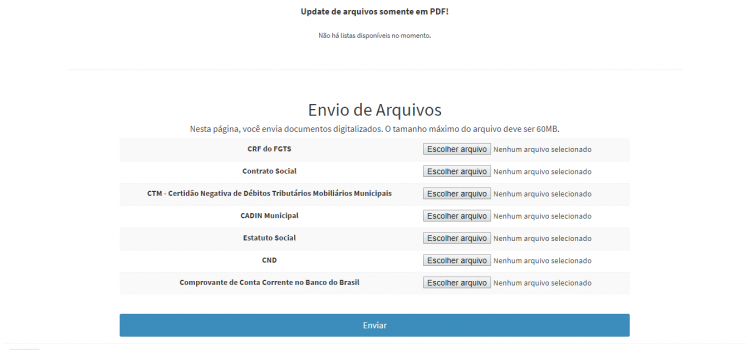 Update de arquivos somente em PDF!
Não há listas disponíveis no momento.
Envio de Arquivos
Nesta página, você envia documentos digitalizados. O tamanho máximo do arquivo deve ser 60MB.
CRF do FGTS Escolher arquivo Nenhum arquivo selecionado
Contrato Social Escolher arquivo Nenhum arquivo selecionado
CTM - Certidão Negativa de Débitos Tributários Mobiliários Municipais Escolher arquivo Nenhum arquivo selecionado
CADIN Municipal Escolher arquivo Nenhum arquivo selecionado
Estatuto Social Escolher arquivo Nenhum arquivo selecionado
CND Escolher arquivo Nenhum arquivo selecionado
Comprovante de Conta Corrente no Banco do Brasil Escolher arquivo Nenhum arquivo selecionado
Enviar